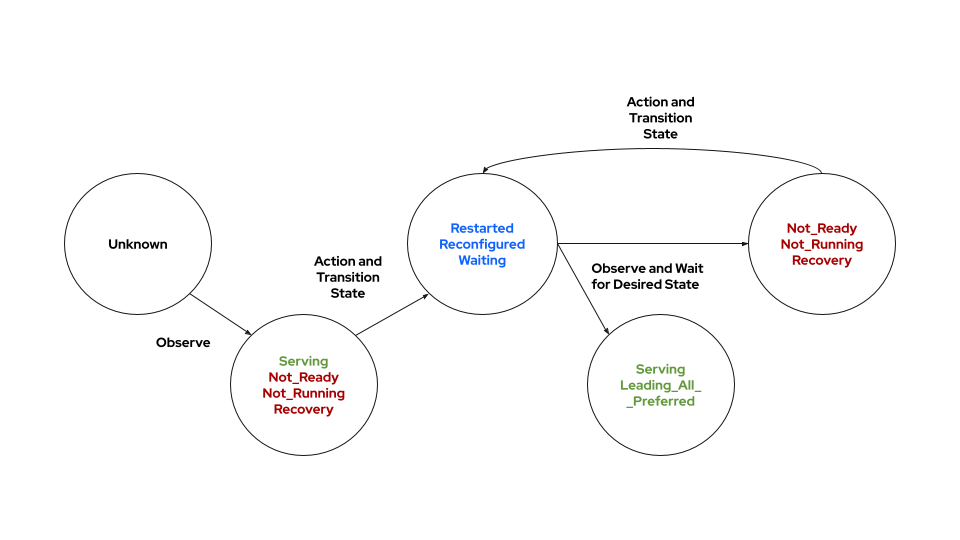 Action and
Transition
State
Unknown
Observe
Serving
Not_Ready
Not_Running
Recovery
Action and
Transition
State
Restarted
Reconfigured
Waiting
Observe and Wait
for Desired State
Serving
Leading_All_
_Preferred
Not_Ready
Not_Running
Recovery